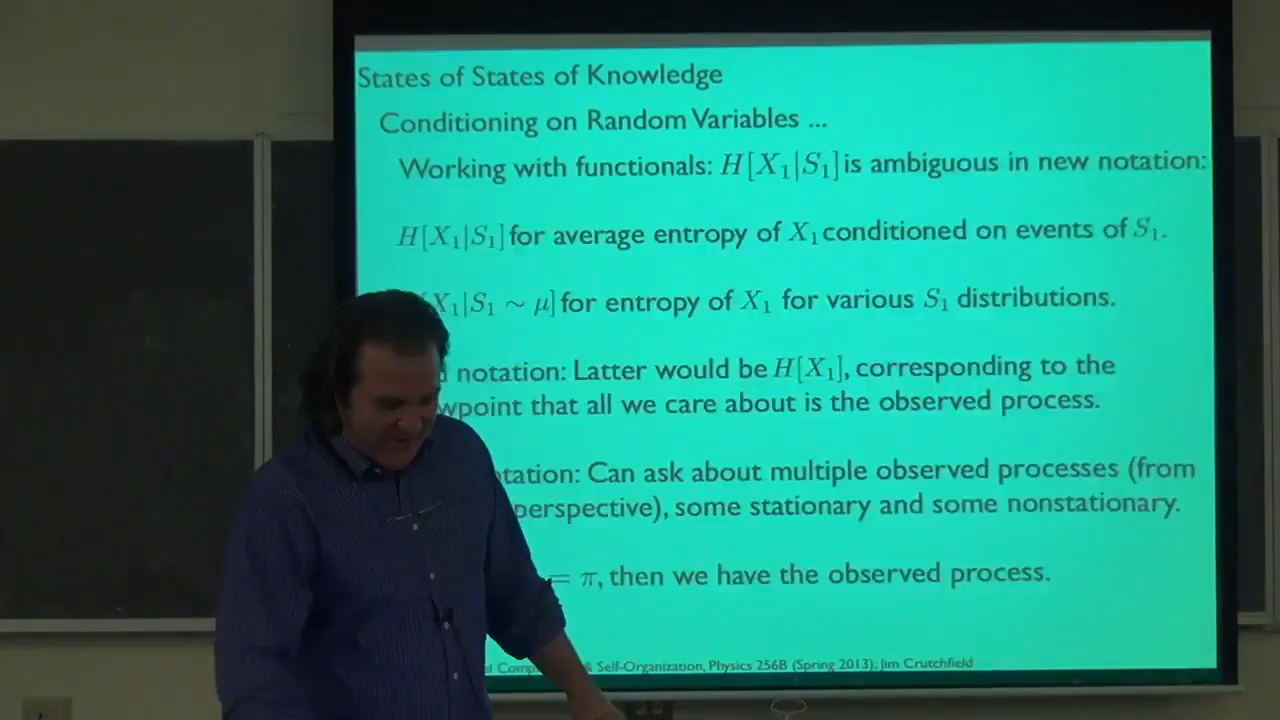 States of States of Knowledge
Conditioning on Random Variables ...
Working with functionals: H[X₁|S₁] is ambiguous in new notation:
H[X₁|S₁] for average entropy of X₁ conditioned on events of S₁.
X₁|S₁ ∼ μ] for entropy of X₁ for various S₁ distributions.
notation: Latter would be H[X₁], corresponding to the
that all we care about is the observed process.
Can ask about multiple observed processes (from
perspective), some stationary and some nonstationary.
= π, then we have the observed process.
& Self-Organization, Physics 256B (Spring 2013); Jim Crutchfield